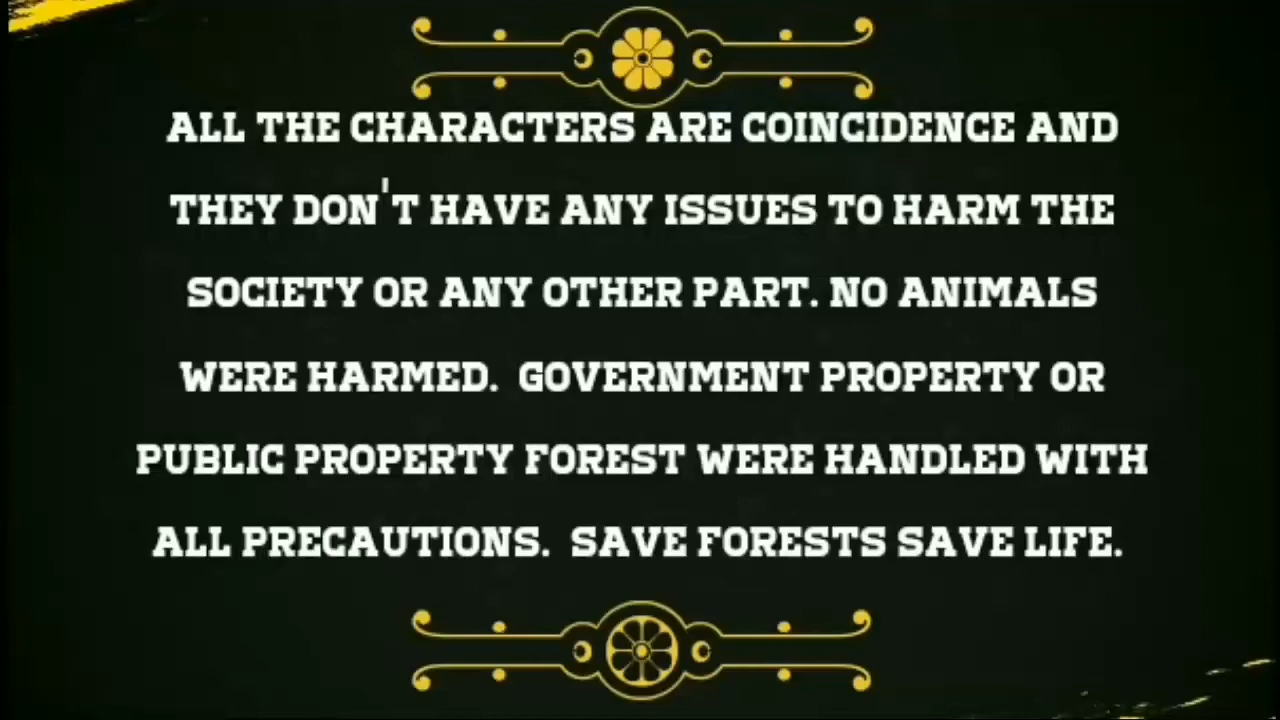 ALL THE CHARACTERS ARE COINCIDENCE AND
THEY DON'T HAVE ANY ISSUES TO HARM THE
SOCIETY OR ANY OTHER PART. NO ANIMALS
WERE HARMED. GOVERNMENT PROPERTY OR
PUBLIC PROPERTY FOREST WERE HANDLED WITH
ALL PRECAUTIONS. SAVE FORESTS SAVE LIFE.